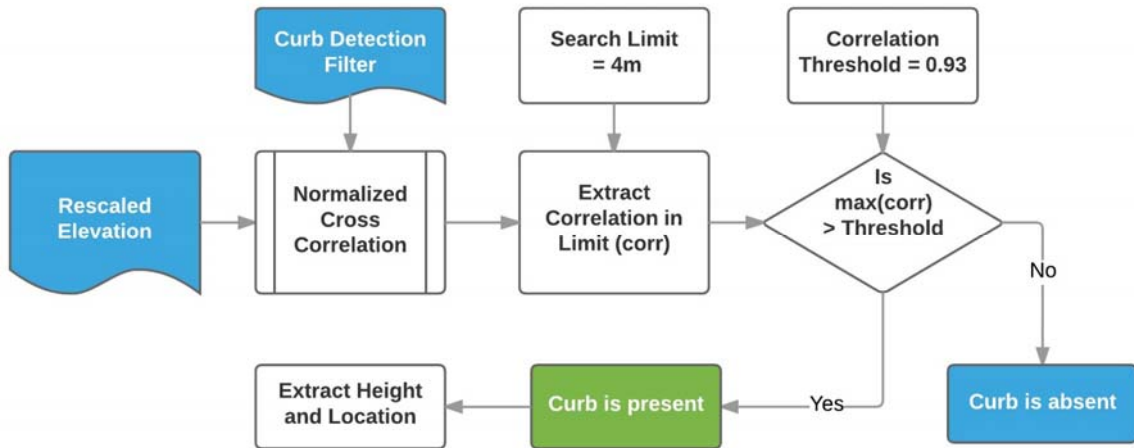 Curb Detection
Filter
Search Limit
= 4m
Correlation
Threshold = 0.93
Rescaled
Elevation
Normalized
Cross
Correlation
Extract
Correlation in
Limit (corr)
Is
max(corr)
> Threshold
No
Yes
Extract Height
and Location
Curb is present
Curb is absent